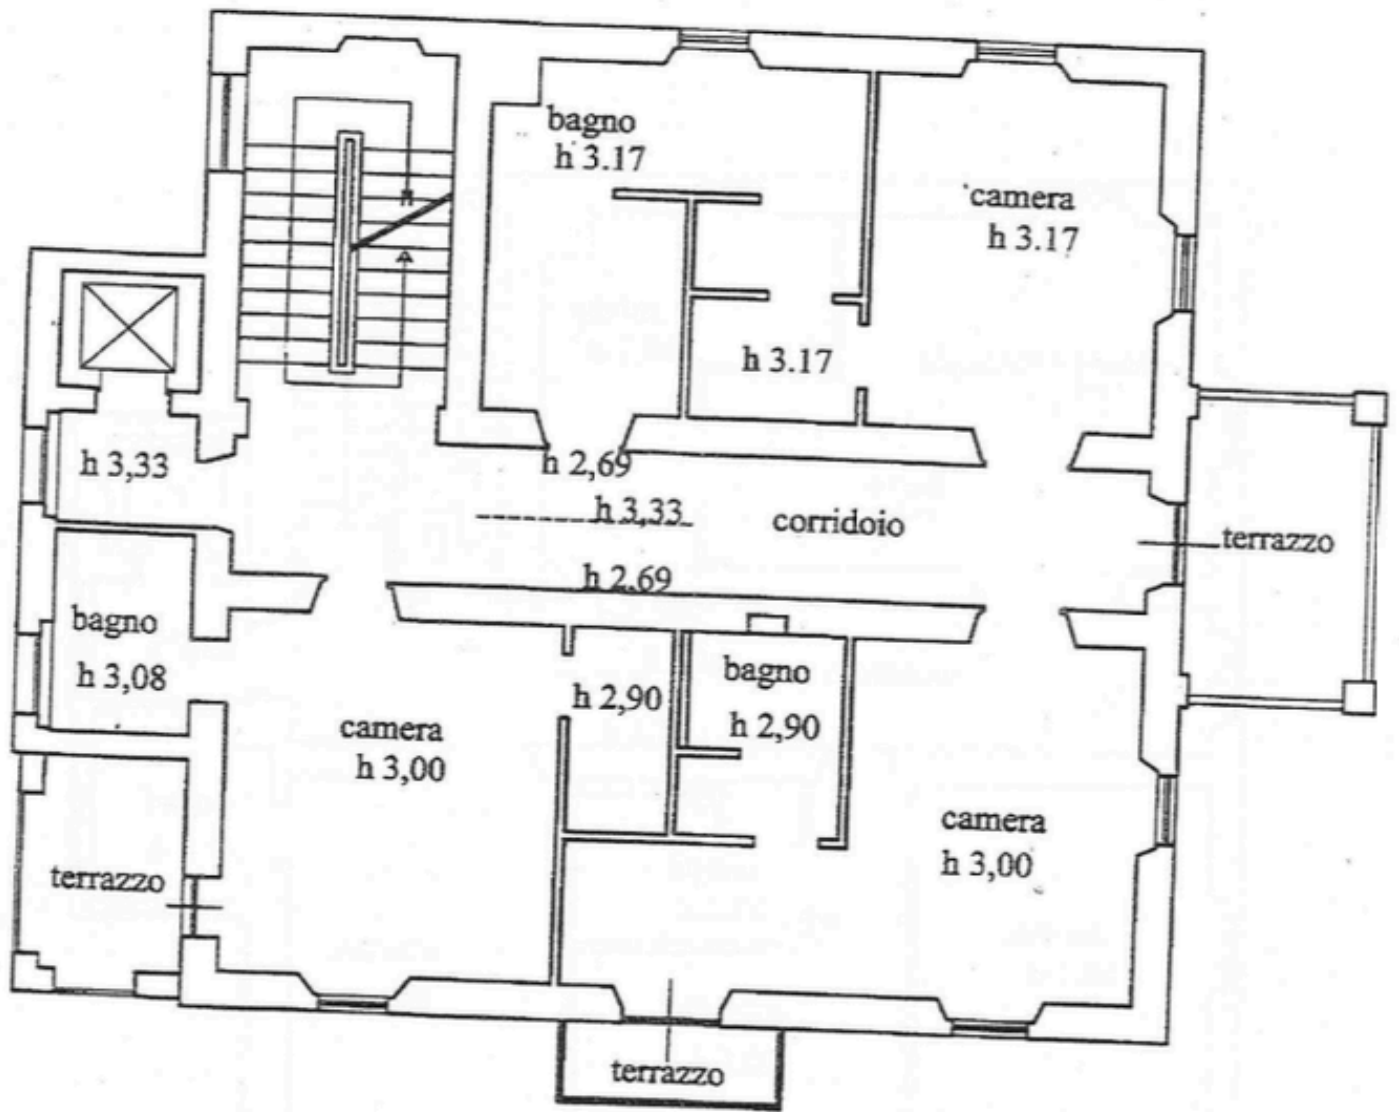 bagno
h 3.17
camera
h 3.17
h 3.17
h 3,33
h 2,69
h 3,33
corridoio
terrazzo
h 2.69
bagno
h 3,08
h 2,90
bagno
h 2,90
camera
h 3,00
camera
h 3,00
terrazzo
terrazzo